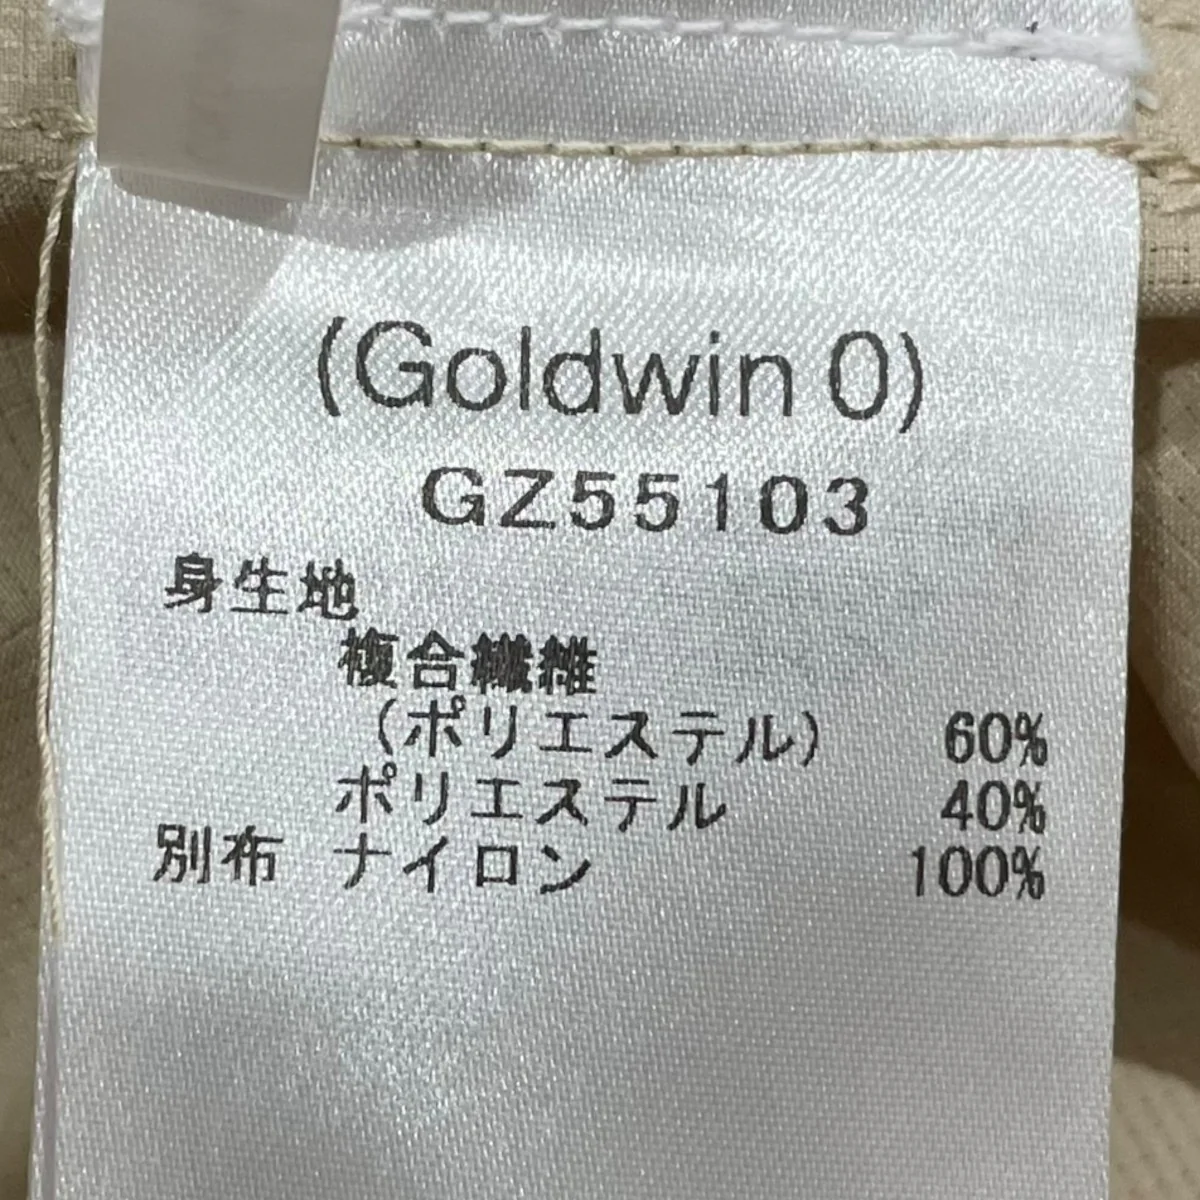 (Goldwin 0)
GZ55103
身生地
複合繊維
(ポリエステル) 60%
ポリエステル 40%
別布 ナイロン 100%